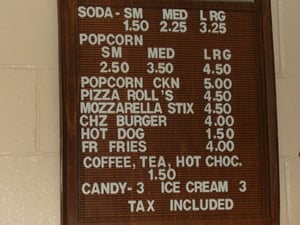 SODA - SM MED LRG
1.50 2.25 3.25
POPCORN
SM MED LRG
2.50 3.50 4.50
POPCORN CKN 5.00
PIZZA ROLL'S 4.50
MOZZARELLA STIX 4.50
CHZ BURGER 4.00
HOT DOG 1.50
FR FRIES 4.00
COFFEE, TEA, HOT CHOC.
1.50
CANDY- 3 ICE CREAM 3
TAX INCLUDED